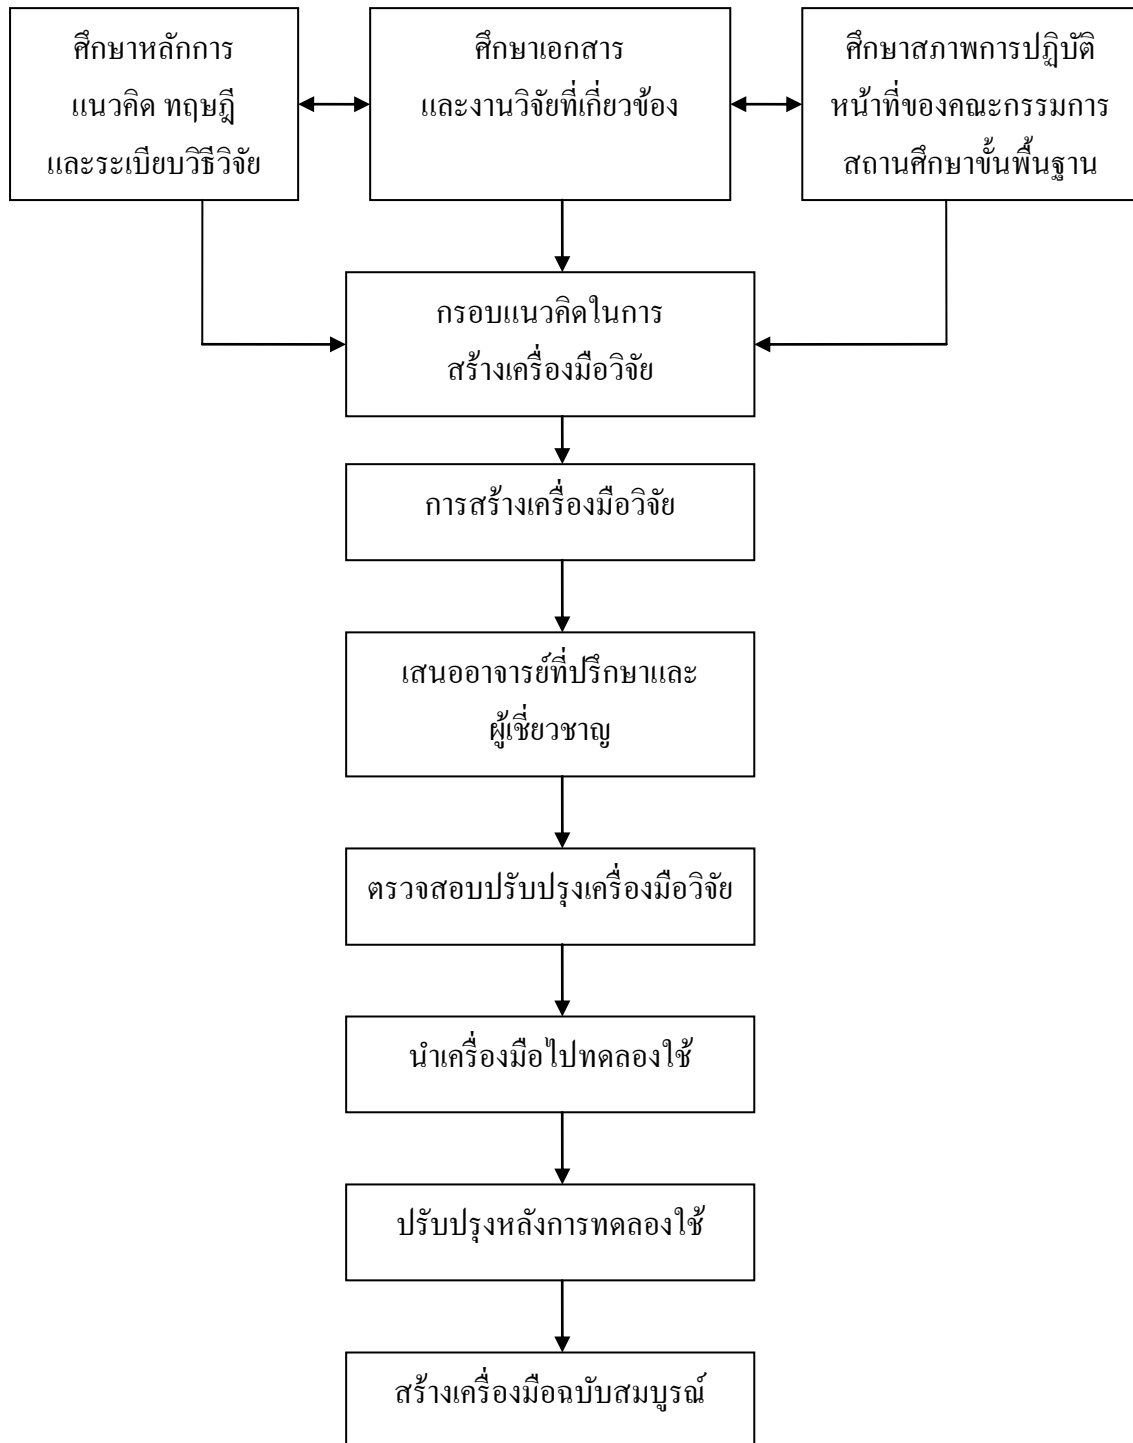 ศึกษาหลักการ
แนวคิด ทฤษฎี
และระเบียบวิธีวิจัย
ศึกษาเอกสาร
และงานวิจัยที่เกี่ยวข้อง
ศึกษาสภาพการปฏิบัติ
หน้าที่ของคณะกรรมการ
สถานศึกษาขั้นพื้นฐาน
กรอบแนวคิดในการ
สร้างเครื่องมือวิจัย
การสร้างเครื่องมือวิจัย
เสนออาจารย์ที่ปรึกษาและ
ผู้เชี่ยวชาญ
ตรวจสอบปรับปรุงเครื่องมือวิจัย
นำเครื่องมือไปทดลองใช้
ปรับปรุงหลังการทดลองใช้
สร้างเครื่องมือฉบับสมบูรณ์